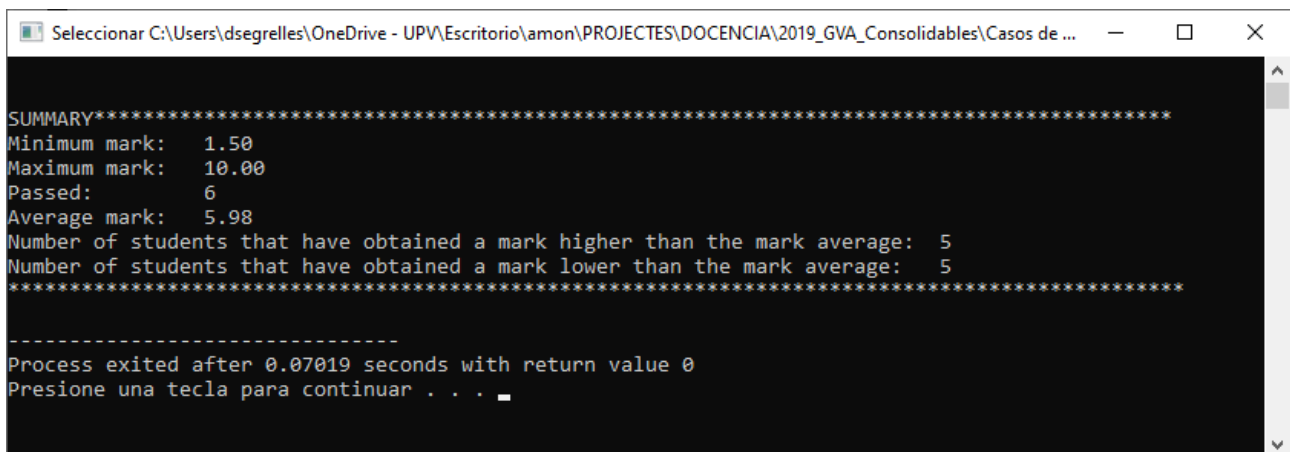 Seleccionar C:\Users\dsegrelles\OneDrive - UPV\Escritorio\amon\PROJECTES\DOCENCIA\2019_GVA_Consolidables\Casos de ...
SUMMARY****************************************************************************************
Minimum mark:   1.50
Maximum mark:   10.00
Passed:         6
Average mark:   5.98
Number of students that have obtained a mark higher than the mark average:  5
Number of students that have obtained a mark lower than the mark average:   5
************************************************************************************************
--------------------------------
Process exited after 0.07019 seconds with return value 0
Presione una tecla para continuar . . .